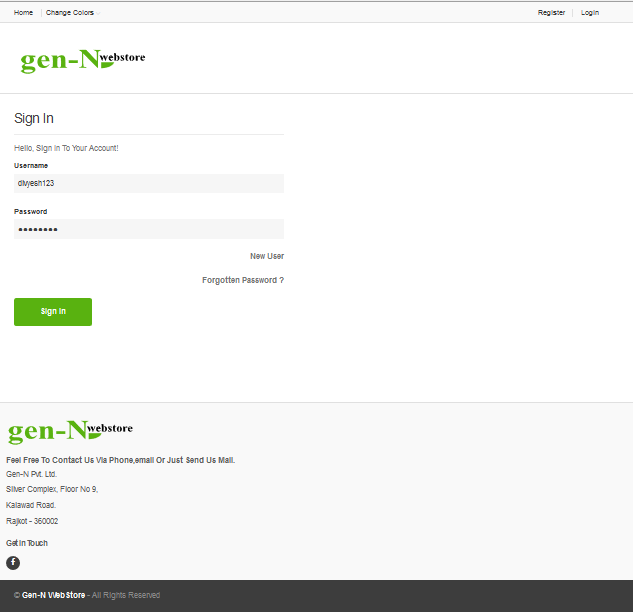 Home
Change Colors
Register
Login
gen-N webstore
Sign In
Hello, Sign In To Your Account!
Username
divyesh123
Password
••••••••
New User
Forgotten Password ?
Sign In
gen-N webstore
Feel Free To Contact Us Via Phone,email Or Just Send Us Mail.
Gen-N Pvt. Ltd.
Silver Complex, Floor No 9,
Kalawad Road.
Rajkot - 360002
Get In Touch
f
© Gen-N WebStore - All Rights Reserved